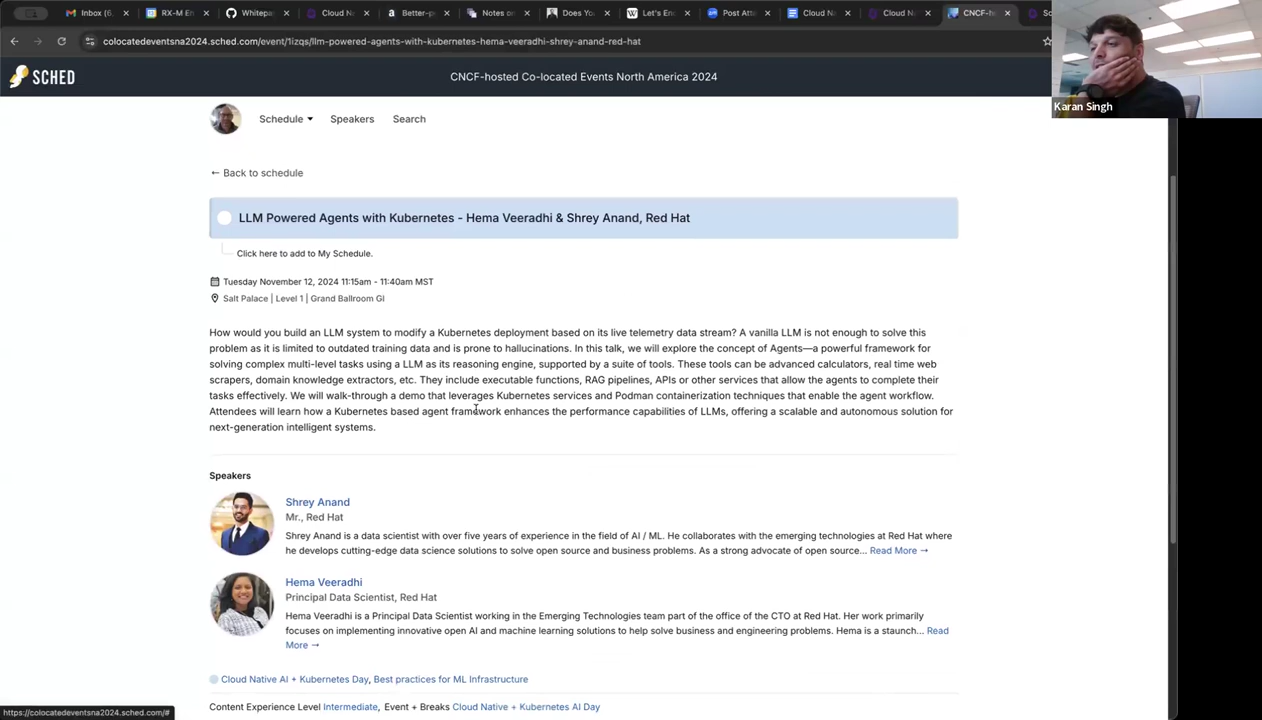 Inbox (6,
RX-M En
Whitepa
Cloud Na
Better-p
Notes on
Does Yo
Let's En
Post Atte
Cloud N
Cloud N
CNCF-h
Sc
colocatedeventsna2024.sched.com/event/1izqs/llm-powered-agents-with-kubernetes-hema-veeradhi-shrey-anand-red-hat
SCHED
CNCF-hosted Co-located Events North America 2024
Karan Singh
Schedule
Speakers
Search
← Back to schedule
LLM Powered Agents with Kubernetes - Hema Veeradhi & Shrey Anand, Red Hat
Click here to add to My Schedule.
Tuesday November 12, 2024 11:15am - 11:40am MST
Salt Palace | Level 1 | Grand Ballroom GI
How would you build an LLM system to modify a Kubernetes deployment based on its live telemetry data stream? A vanilla LLM is not enough to solve this
problem as it is limited to outdated training data and is prone to hallucinations. In this talk, we will explore the concept of Agents—a powerful framework for
solving complex multi-level tasks using a LLM as its reasoning engine, supported by a suite of tools. These tools can be advanced calculators, real time web
scrapers, domain knowledge extractors, etc. They include executable functions, RAG pipelines, APIs or other services that allow the agents to complete their
tasks effectively. We will walk-through a demo that leverages Kubernetes services and Podman containerization techniques that enable the agent workflow.
Attendees will learn how a Kubernetes based agent framework enhances the performance capabilities of LLMs, offering a scalable and autonomous solution for
next-generation intelligent systems.
Speakers
Shrey Anand
Mr., Red Hat
Shrey Anand is a data scientist with over five years of experience in the field of AI / ML. He collaborates with the emerging technologies at Red Hat where
he develops cutting-edge data science solutions to solve open source and business problems. As a strong advocate of open source... Read More →
Hema Veeradhi
Principal Data Scientist, Red Hat
Hema Veeradhi is a Principal Data Scientist working in the Emerging Technologies team part of the office of the CTO at Red Hat. Her work primarily
focuses on implementing innovative open AI and machine learning solutions to help solve business and engineering problems. Hema is a staunch... Read
More →
Cloud Native AI + Kubernetes Day, Best practices for ML Infrastructure
Content Experience Level Intermediate, Event + Breaks Cloud Native + Kubernetes AI Day
https://colocatedeventsna2024.sched.com/#